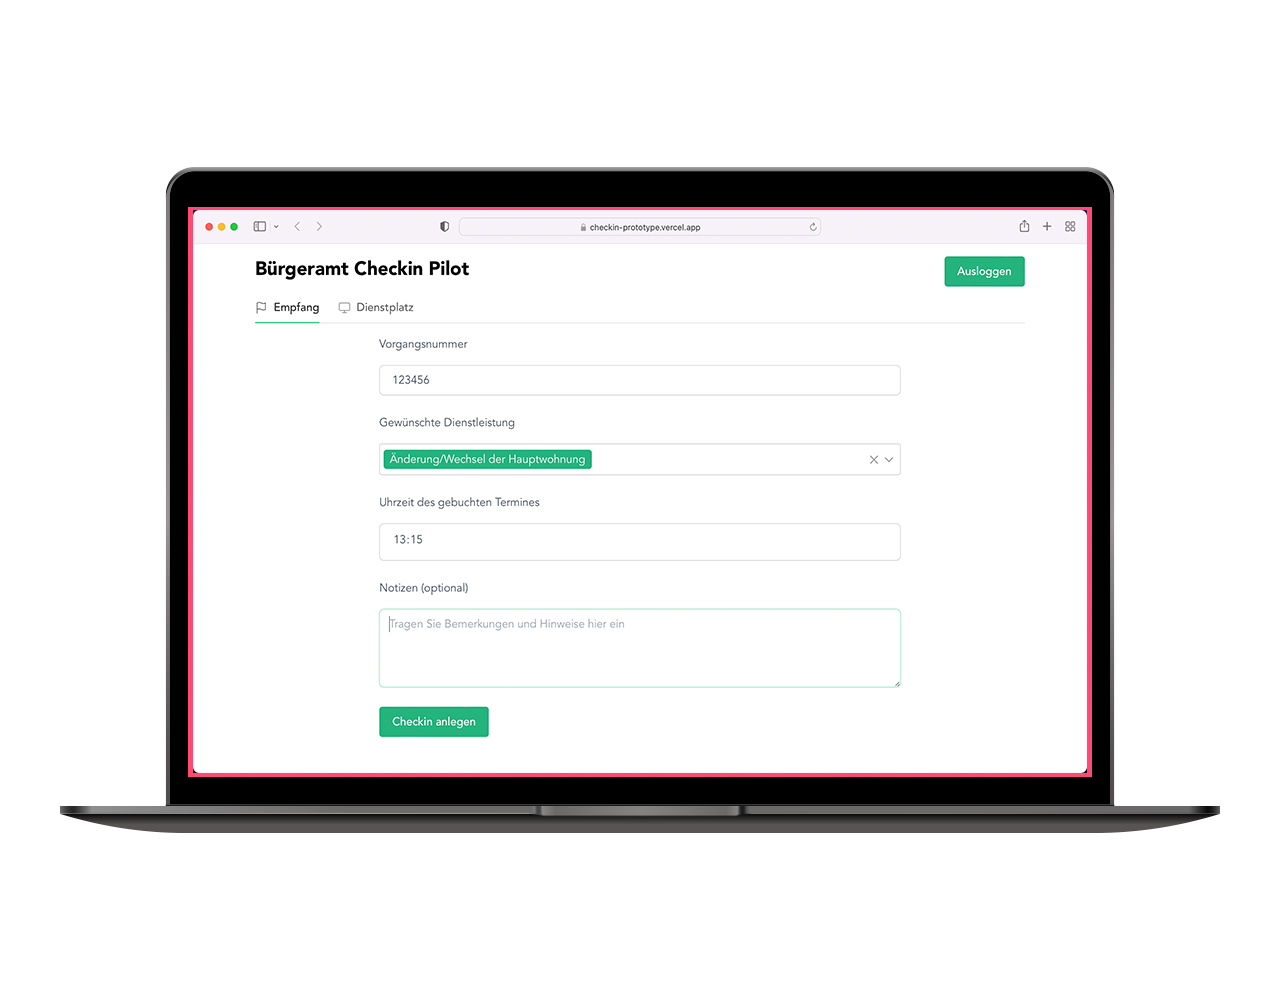 checkin-prototype.vercel.app
Bürgeramt Checkin Pilot
Ausloggen
Empfang
Dienstplatz
Vorgangsnummer
123456
Gewünschte Dienstleistung
Änderung/Wechsel der Hauptwohnung
Uhrzeit des gebuchten Termines
13:15
Notizen (optional)
Tragen Sie Bemerkungen und Hinweise hier ein
Checkin anlegen